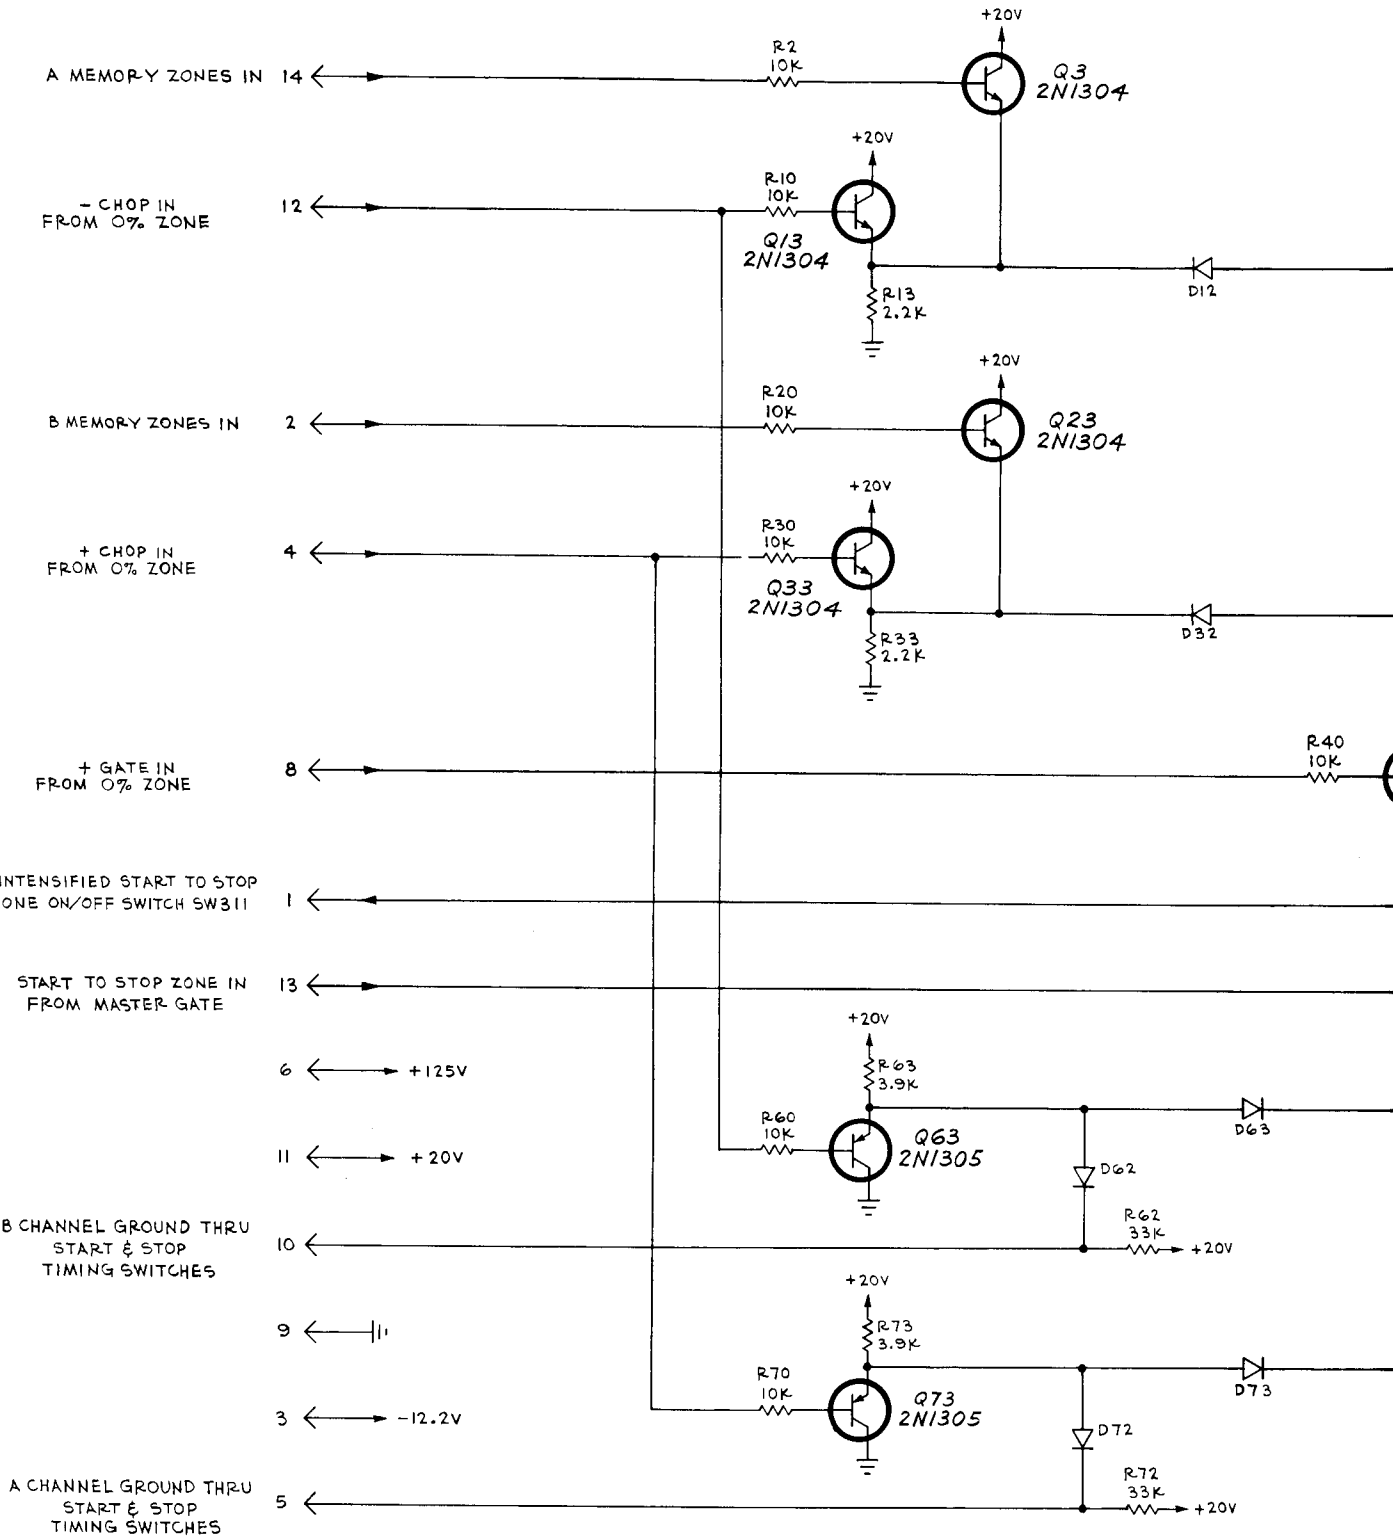 +20V
R2
10K
A MEMORY ZONES IN 14
Q3
2N1304
+20V
R10
10K
- CHOP IN
FROM 0% ZONE
12
Q13
2N1304
R13
2.2K
D12
+20V
R20
10K
B MEMORY ZONES IN 2
Q23
2N1304
+20V
R30
10K
+ CHOP IN
FROM 0% ZONE
4
Q33
2N1304
R33
2.2K
D32
+ GATE IN
FROM 0% ZONE
8
R40
10K
INTENSIFIED START TO STOP
ONE ON/OFF SWITCH SW311
1
START TO STOP ZONE IN
FROM MASTER GATE
13
+20V
R63
3.9K
6 +125V
R60
10K
Q63
2N1305
D63
11 +20V
D62
B CHANNEL GROUND THRU
START & STOP
TIMING SWITCHES
10
R62
33K
+20V
+20V
R73
3.9K
9
R70
10K
Q73
2N1305
D73
3 -12.2V
D72
A CHANNEL GROUND THRU
START & STOP
TIMING SWITCHES
5
R72
33K
+20V